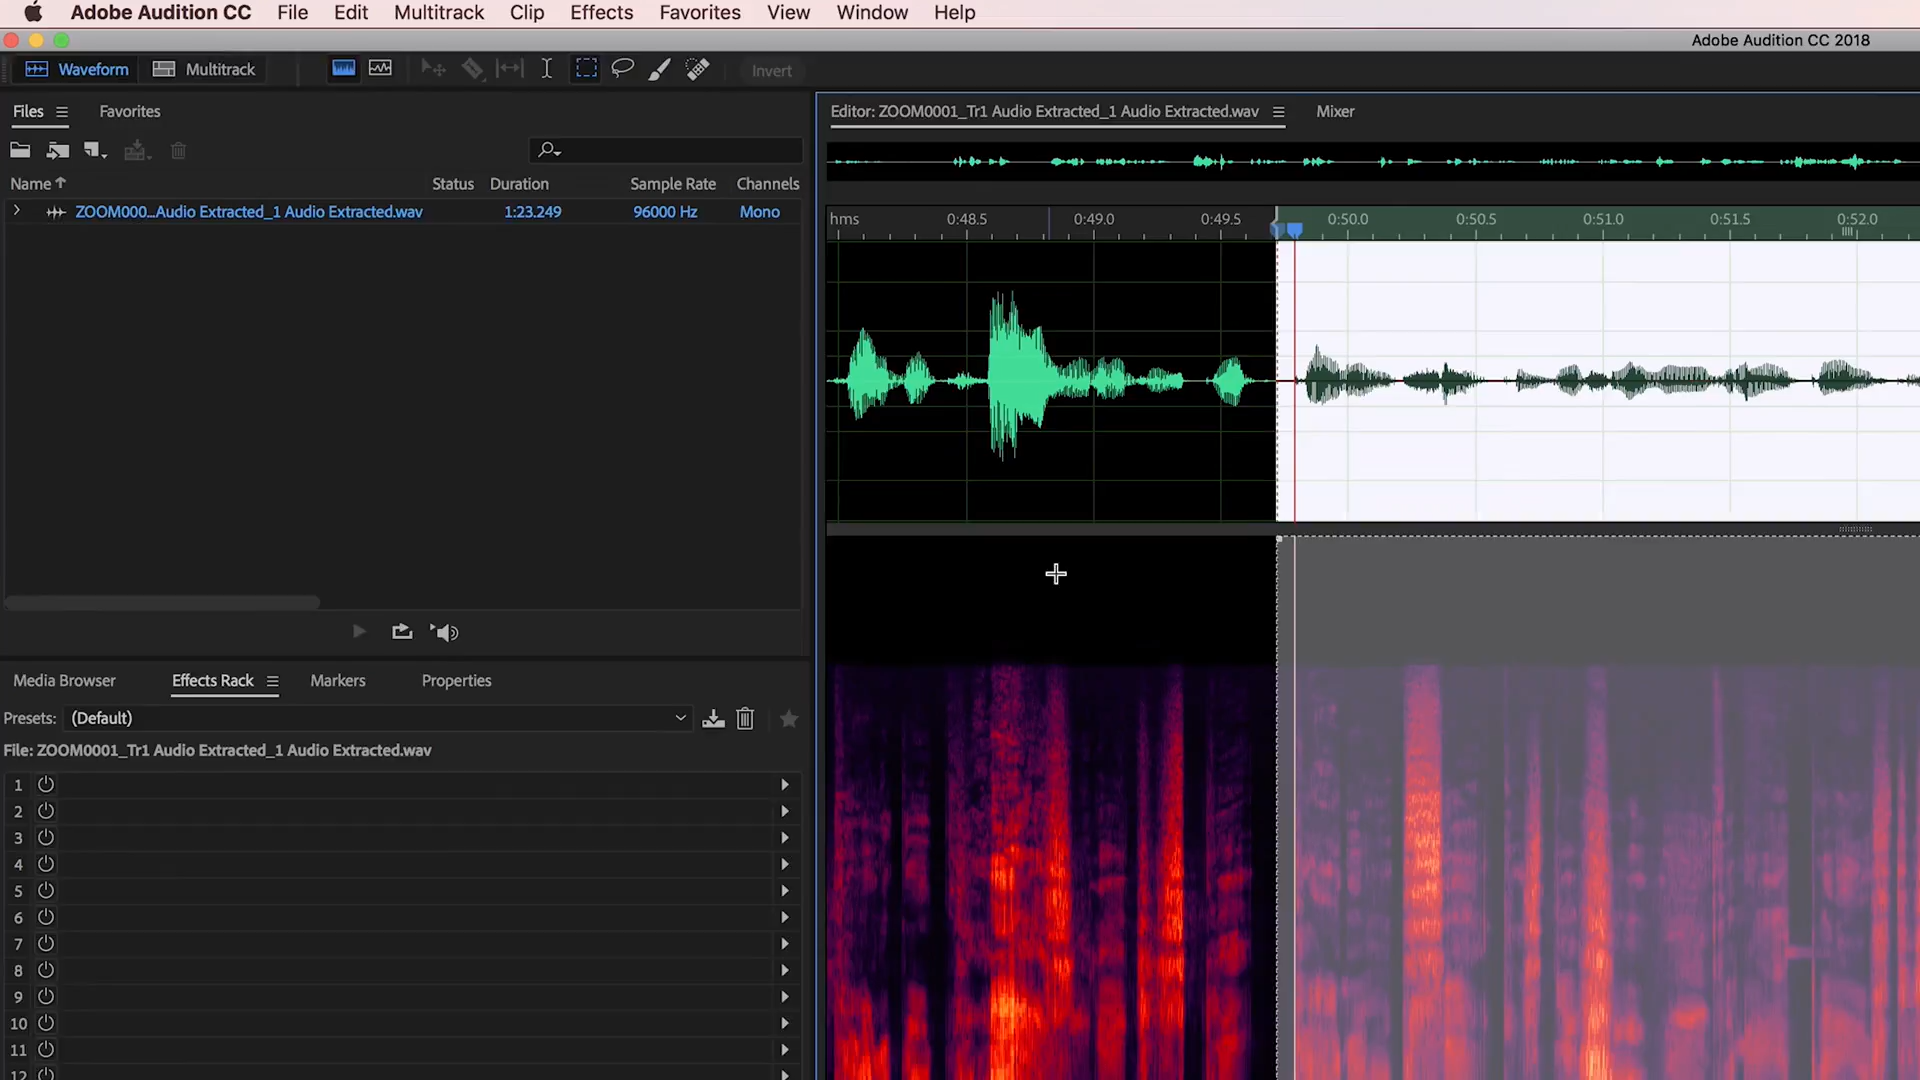 Adobe Audition CC File Edit Multitrack Clip Effects Favorites View Window Help
Adobe Audition CC 2018
Waveform Multitrack Invert
Files Favorites
Editor: ZOOM0001_Tr1 Audio Extracted_1 Audio Extracted.wav Mixer
Name Status Duration Sample Rate Channels
ZOOM000...Audio Extracted_1 Audio Extracted.wav 1:23.249 96000 Hz Mono
hms 0:48.5 0:49.0 0:49.5 0:50.0 0:50.5 0:51.0 0:51.5 0:52.0
Media Browser Effects Rack Markers Properties
Presets: (Default)
File: ZOOM0001_Tr1 Audio Extracted_1 Audio Extracted.wav
1
2
3
4
5
6
7
8
9
10
11
12